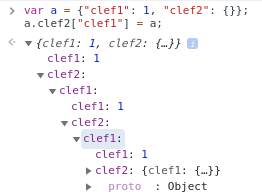 var a = {"clef1": 1, "clef2": {}};
a.clef2["clef1"] = a;
{clef1: 1, clef2: {…}} i
clef1: 1
clef2:
clef1:
clef1: 1
clef2:
clef1:
clef1: 1
clef2: {clef1: {…}}
proto : Object